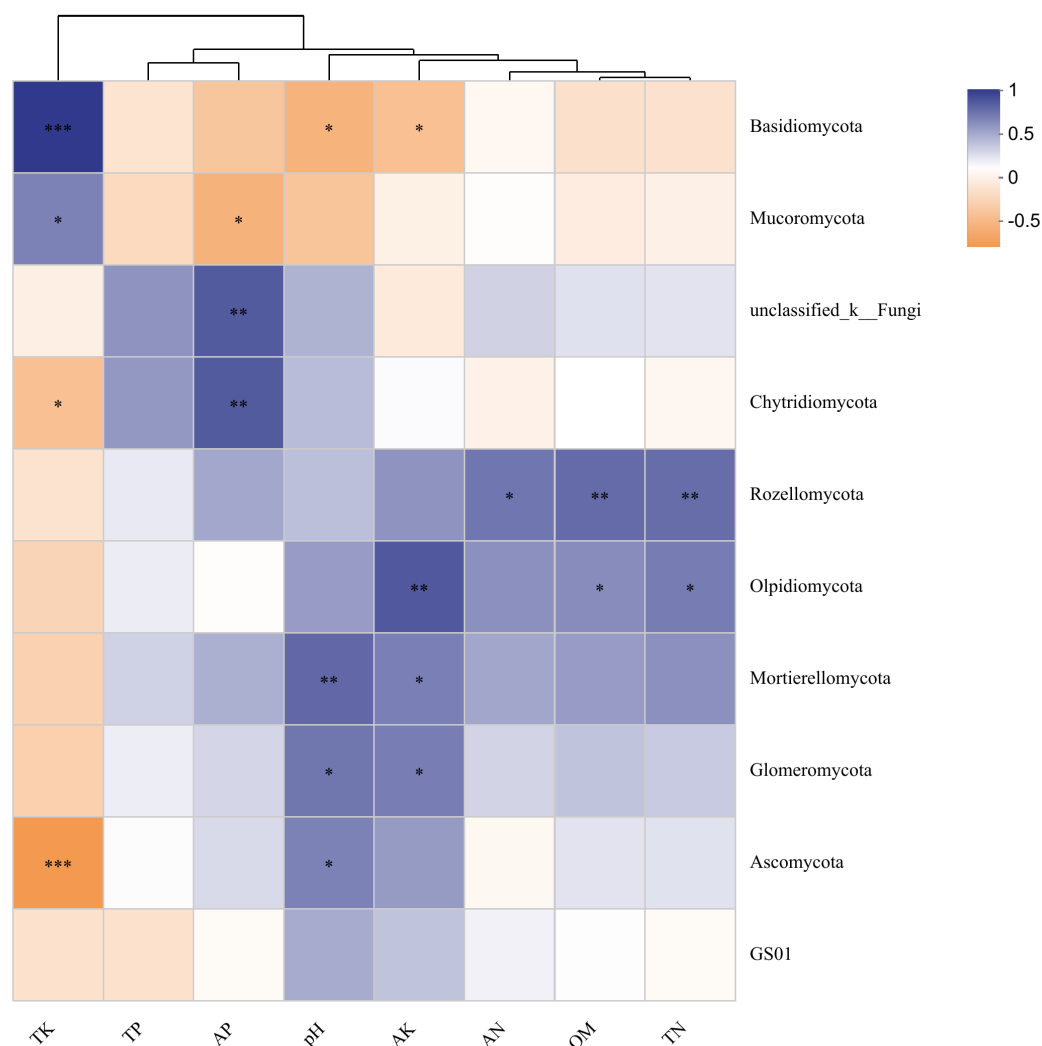 1
*** * * Basidiomycota
0.5
0
* * Mucoromycota
-0.5
** unclassified_k__Fungi
* ** Chytridiomycota
* ** ** Rozellomycota
** * * Olpidiomycota
** * Mortierellomycota
* * Glomeromycota
*** * Ascomycota
GS01
TK TP AP pH AK AN OM TN